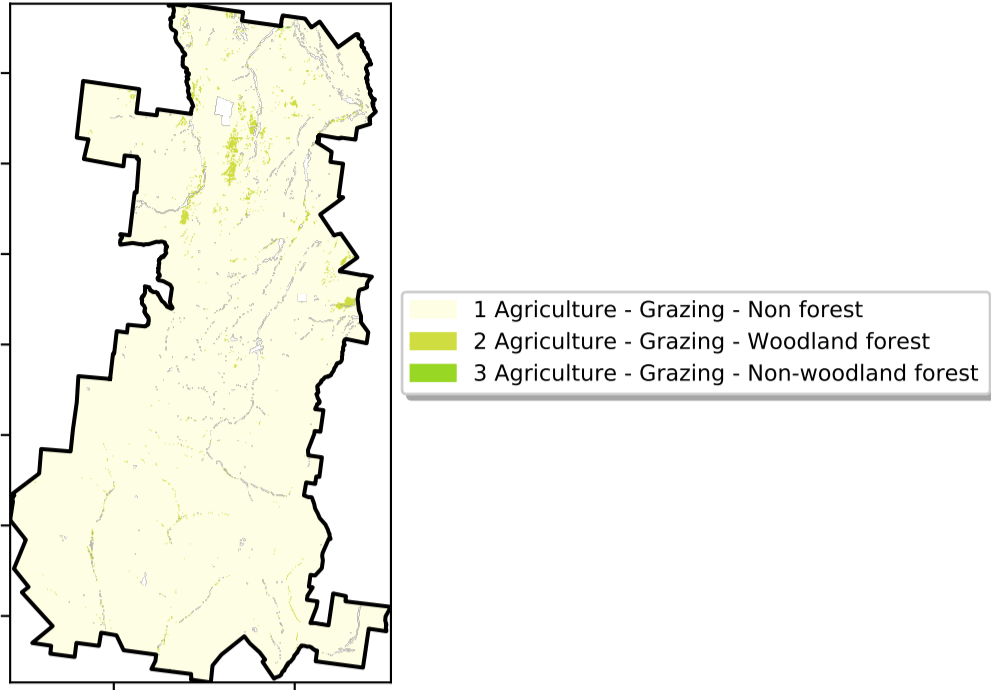 1 Agriculture - Grazing - Non forest
2 Agriculture - Grazing - Woodland forest
3 Agriculture - Grazing - Non-woodland forest